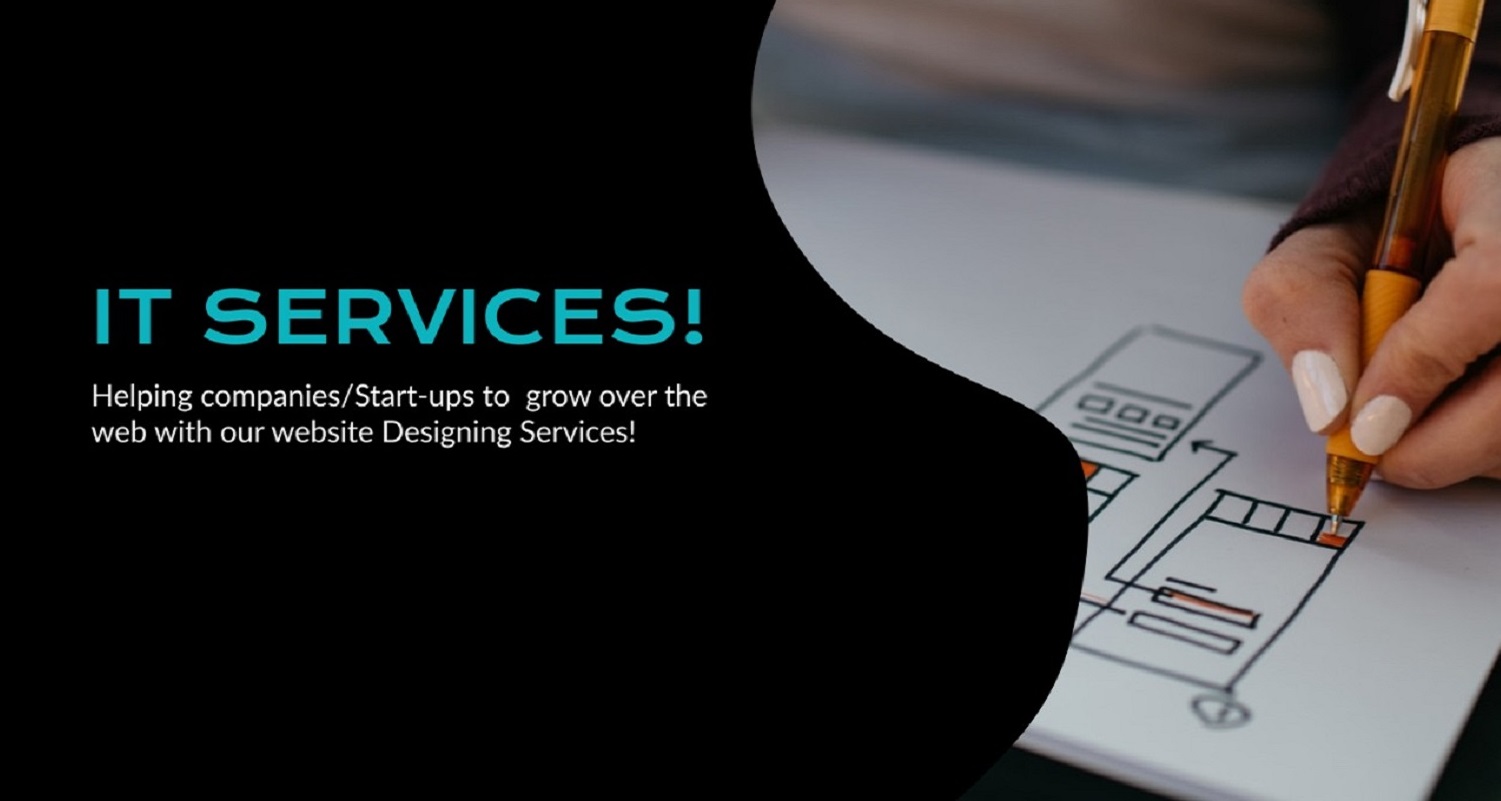 IT SERVICES!
Helping companies/Start-ups to  grow over the
web with our website Designing Services!